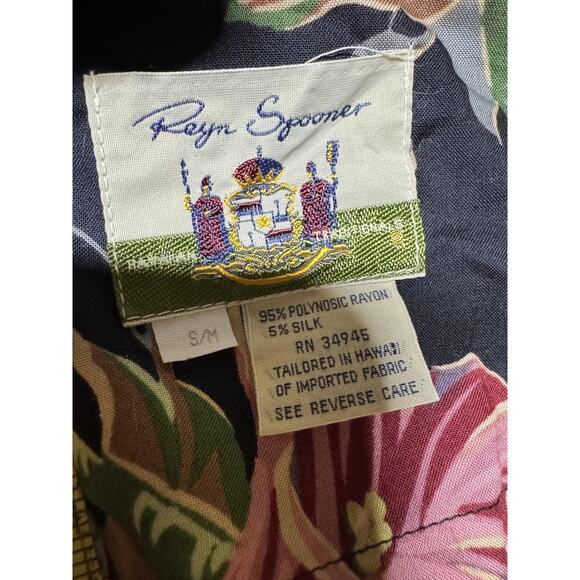 Reyn Spooner
HAWAIIAN TRADITIONALS
S/M
95% POLYNOSIC RAYON
5% SILK
RN 34945
TAILORED IN HAWAII
OF IMPORTED FABRIC
SEE REVERSE CARE